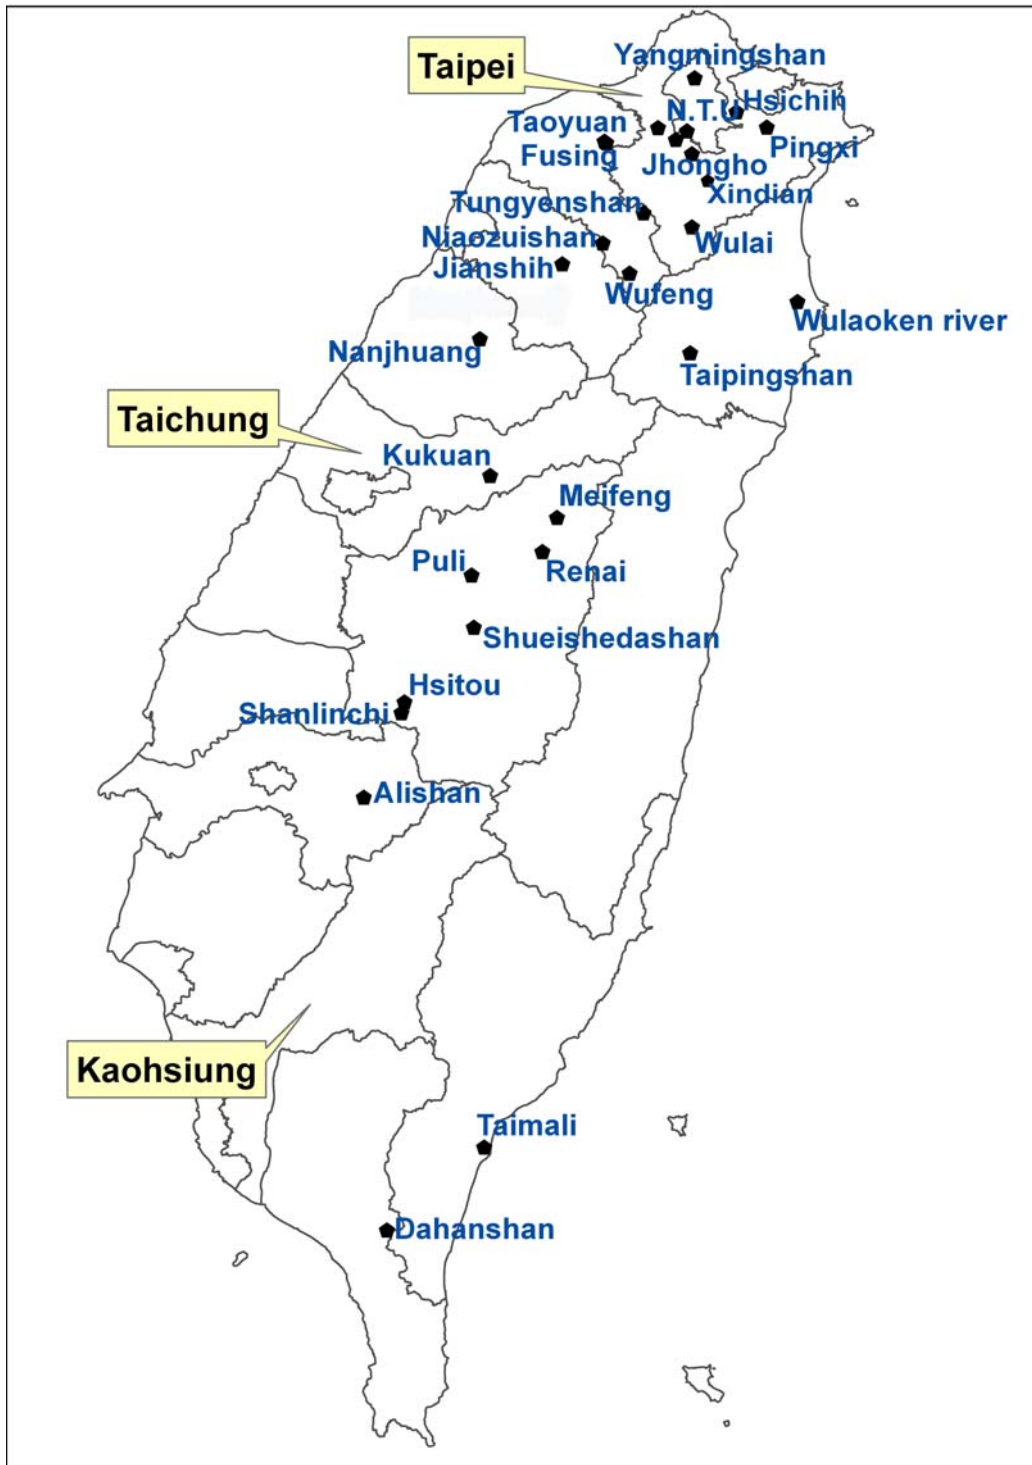 Yangmingshan
Taipei
Hsichih
N.T.U
Taoyuan
Fusing
Pingxi
Jhongho
Xindian
Tungyenshan
Niaozuishan
Wulai
Jianshih
Wufeng
Wulaoken river
Nanjhuang
Taipingshan
Taichung
Kukuan
Meifeng
Puli
Renai
Shueishedashan
Hsitou
Shanlinchi
Alishan
Kaohsiung
Taimali
Dahanshan